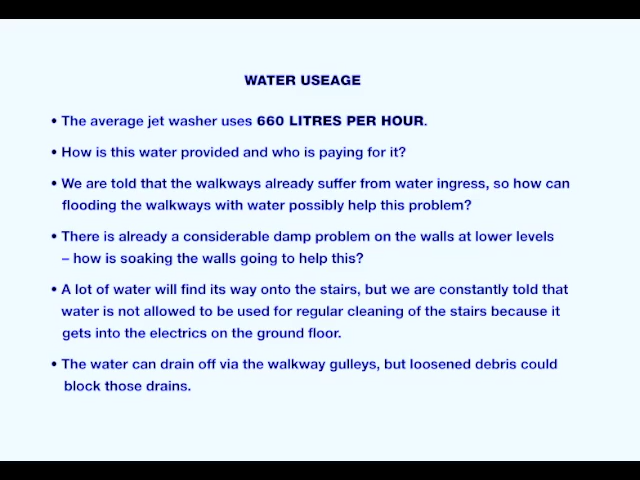 WATER USEAGE
• The average jet washer uses 660 LITRES PER HOUR.
• How is this water provided and who is paying for it?
• We are told that the walkways already suffer from water ingress, so how can
flooding the walkways with water possibly help this problem?
• There is already a considerable damp problem on the walls at lower levels
– how is soaking the walls going to help this?
• A lot of water will find its way onto the stairs, but we are constantly told that
water is not allowed to be used for regular cleaning of the stairs because it
gets into the electrics on the ground floor.
• The water can drain off via the walkway gulleys, but loosened debris could
block those drains.